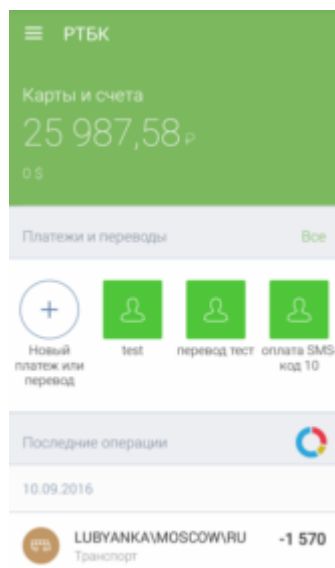 РТБК
Карты и счета
25 987,58 ₽
0 $
Платежи и переводы Все
Новый платеж или перевод
test
перевод тест
оплата SMS код 10
Последние операции
10.09.2016
LUBYANKA\MOSCOW\RU -1 570
Транспорт